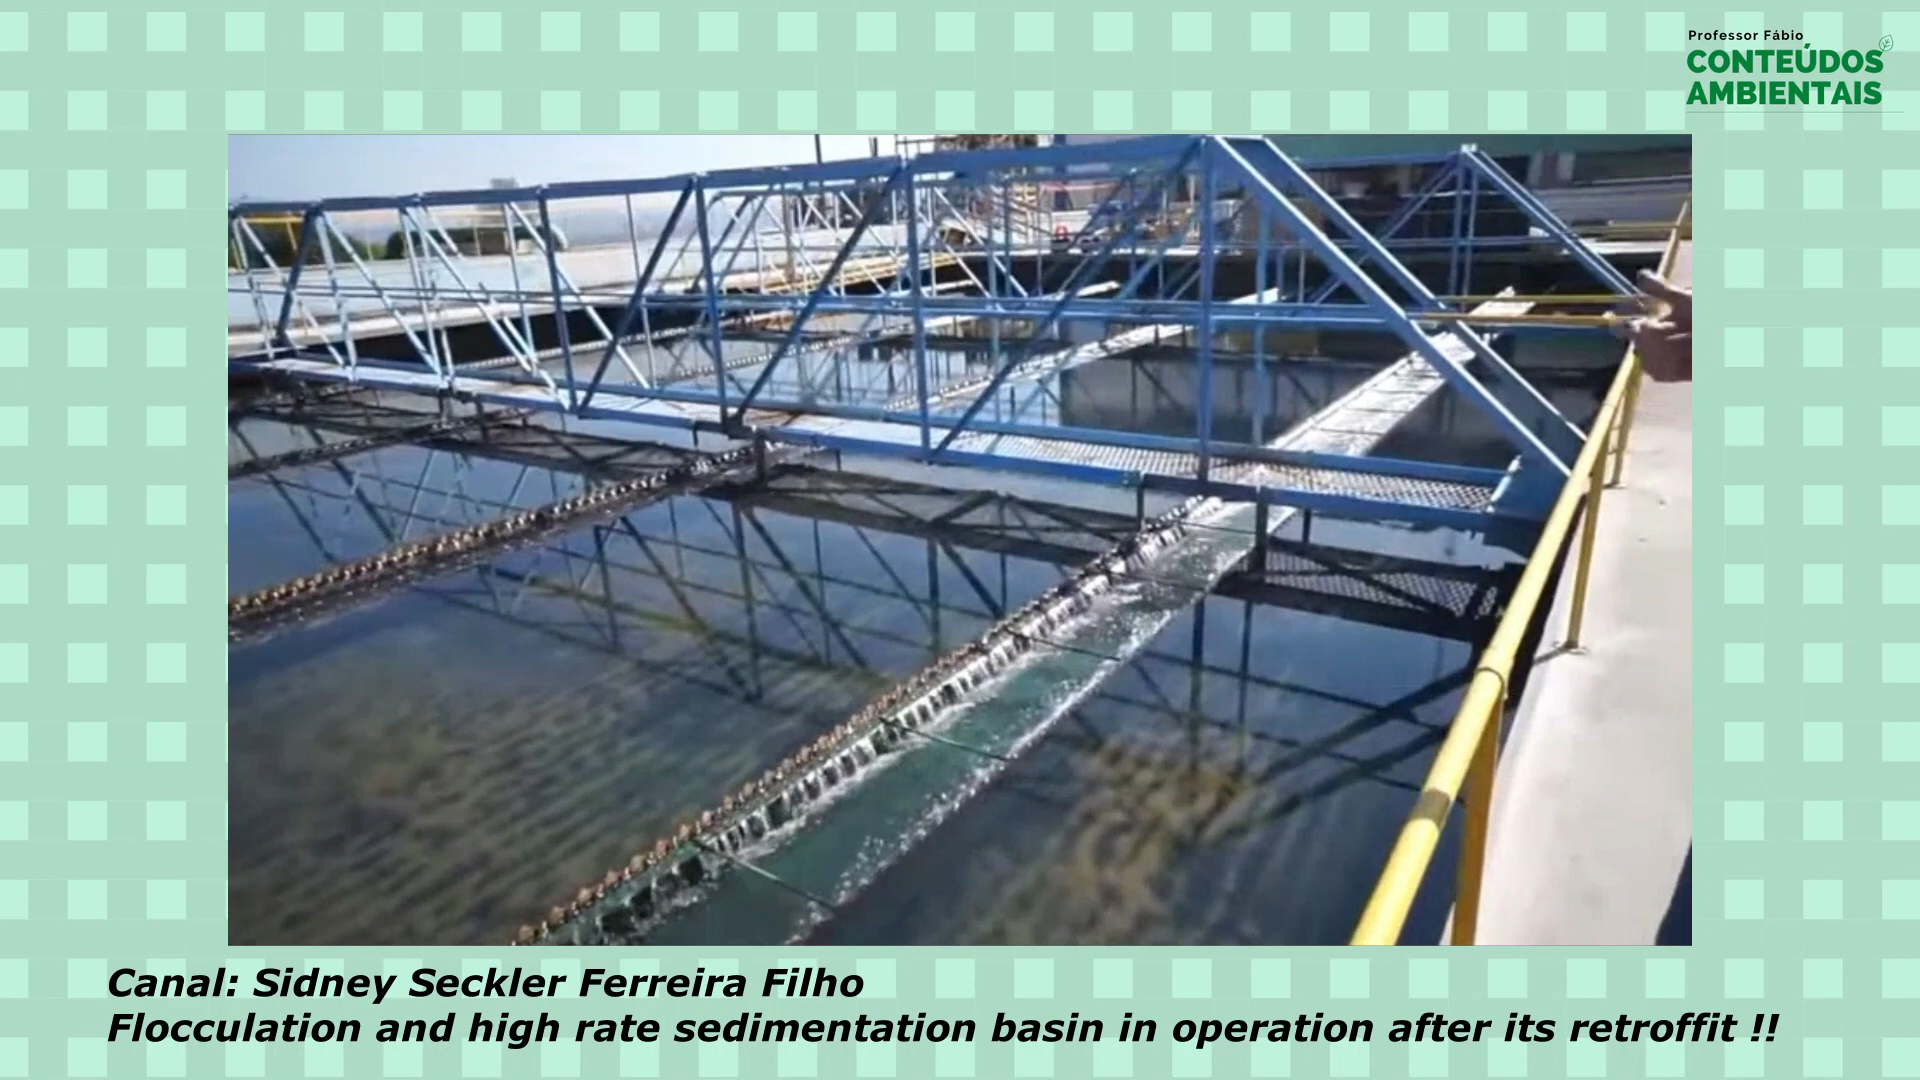 Professor Fábio
CONTEÚDOS
AMBIENTAIS
Canal: Sidney Seckler Ferreira Filho
Flocculation and high rate sedimentation basin in operation after its retroffit !!